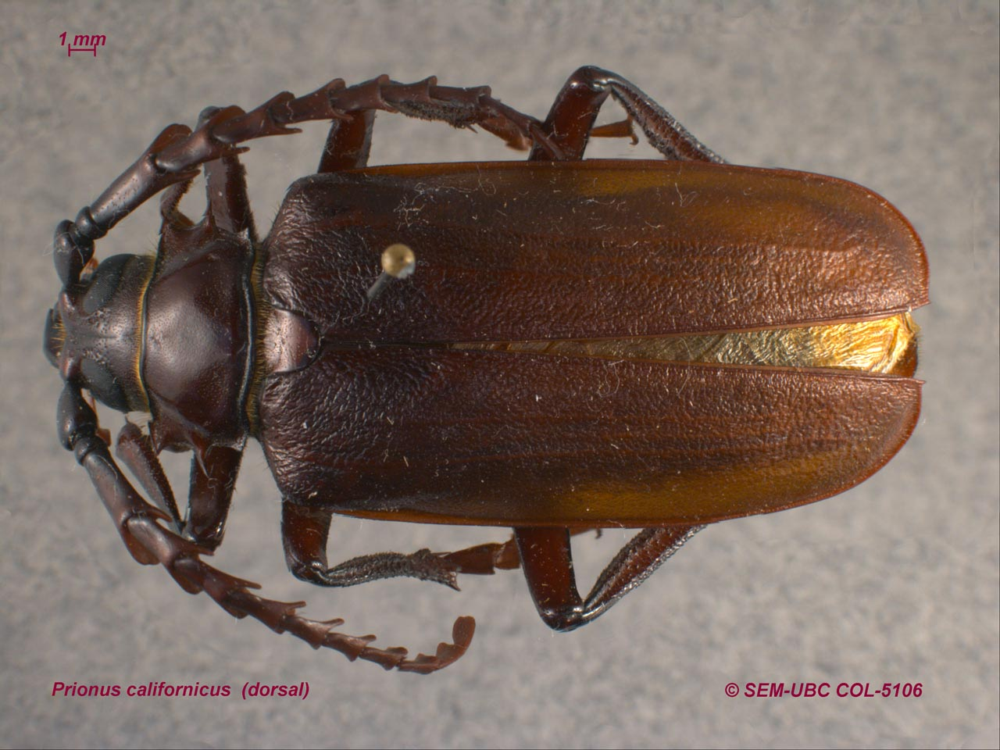 1 mm
Prionus californicus (dorsal)
© SEM-UBC COL-5106